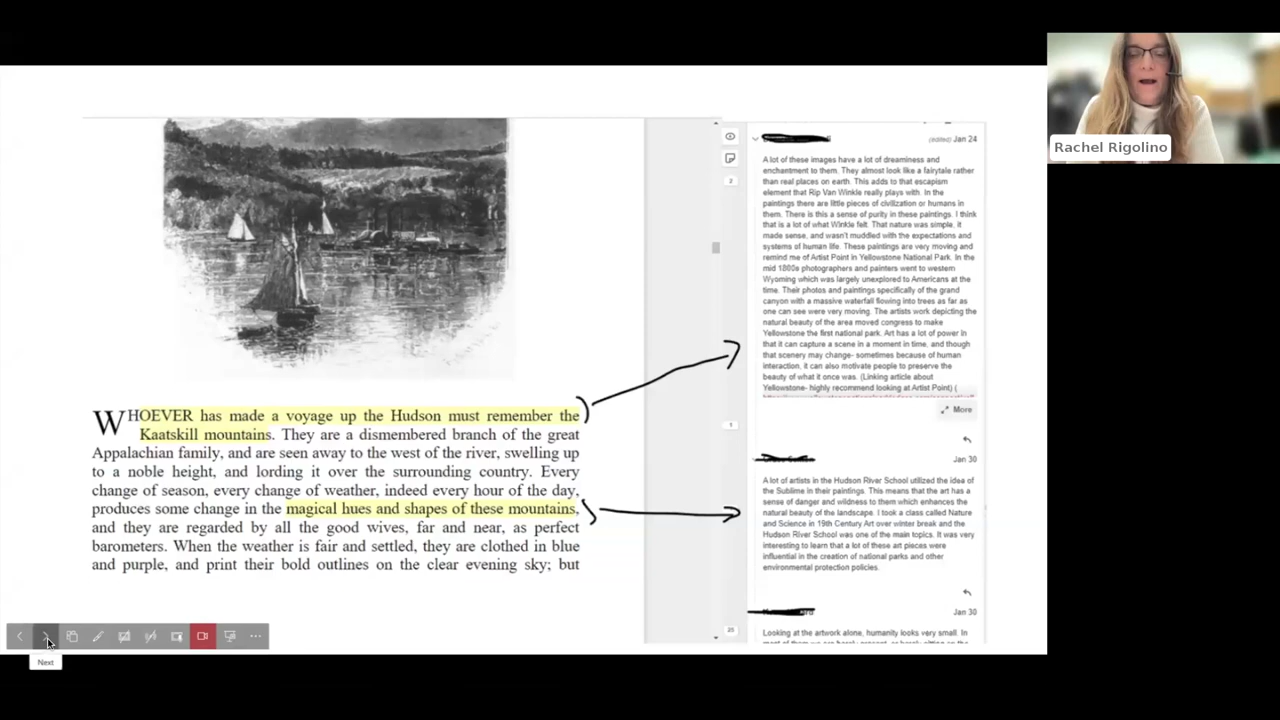 WHOEVER has made a voyage up the Hudson must remember the
Kaatskill mountains. They are a dismembered branch of the great
Appalachian family, and are seen away to the west of the river, swelling up
to a noble height, and lording it over the surrounding country. Every
change of season, every change of weather, indeed every hour of the day,
produces some change in the magical hues and shapes of these mountains,
and they are regarded by all the good wives, far and near, as perfect
barometers. When the weather is fair and settled, they are clothed in blue
and purple, and print their bold outlines on the clear evening sky; but
(edited) Jan 24
A lot of these images have a lot of dreaminess and
enchantment to them. They almost look like a fairytale rather
than real places on earth. This adds to that escapism
element that Rip Van Winkle really plays with. In the
paintings there are little pieces of civilization or humans in
them. There is this a sense of purity in these paintings. I think
that is a lot of what Winkle felt. That nature was simple, it
made sense, and wasn't muddled with the expectations and
systems of human life. These paintings are very moving and
remind me of Artist Point in Yellowstone National Park. In the
mid 1800s photographers and painters went to western
Wyoming which was largely unexplored to Americans at the
time. Their photos and paintings specifically of the grand
canyon with a massive waterfall flowing into trees as far as
one can see were very moving. The artists work depicting the
natural beauty of the area moved congress to make
Yellowstone the first national park. Art has a lot of power in
that it can capture a scene in a moment in time, and though
that scenery may change- sometimes because of human
interaction, it can also motivate people to preserve the
beauty of what it once was. (Linking article about
Yellowstone- highly recommend looking at Artist Point) (
More
Jan 30
A lot of artists in the Hudson River School utilized the idea of
the Sublime in their paintings. This means that the art has a
sense of danger and wildness to them which enhances the
natural beauty of the landscape. I took a class called Nature
and Science in 19th Century Art over winter break and the
Hudson River School was one of the main topics. It was very
interesting to learn that a lot of these art pieces were
influential in the creation of national parks and other
environmental protection policies.
Jan 30
Looking at the artwork alone, humanity looks very small. In
2
1
25
Rachel Rigolino
Next